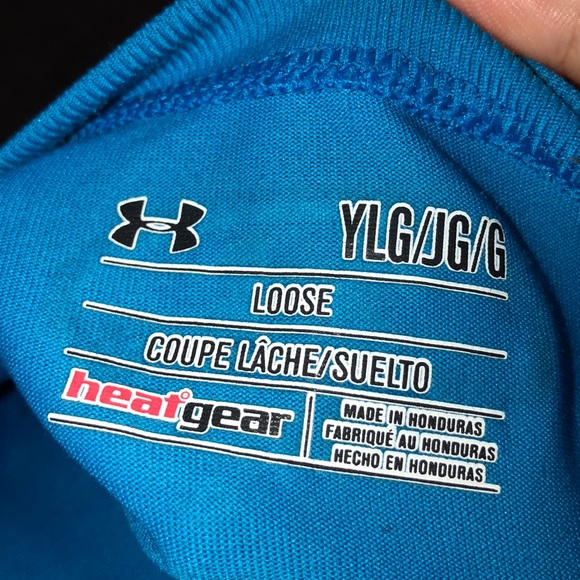 YLG/JG/G
LOOSE
COUPE LÂCHE/SUELTO
heatgear
MADE IN HONDURAS
FABRIQUÉ AU HONDURAS
HECHO EN HONDURAS